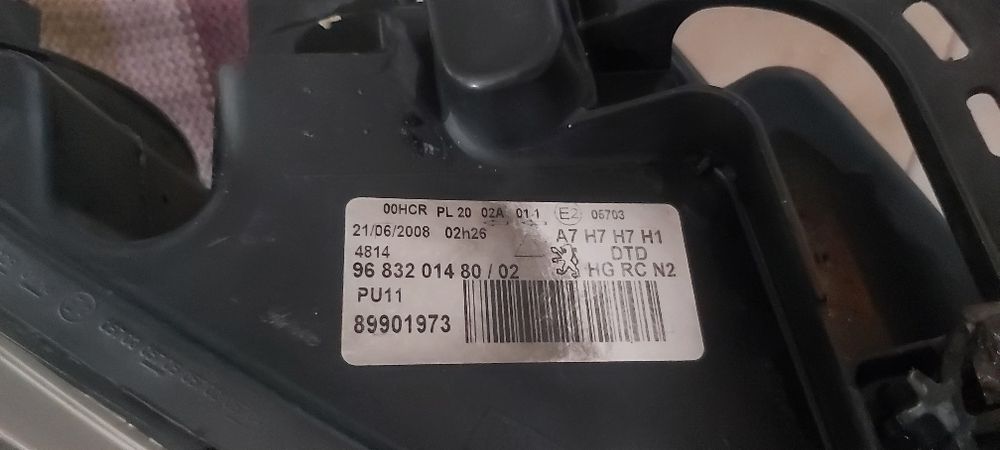 00HCR PL 20 02A 01 1 E2 05703
21/06/2008 02h26 A7 H7 H7 H1
4814 DTD
96 832 014 80 / 02 HG RC N2
PU11
89901973